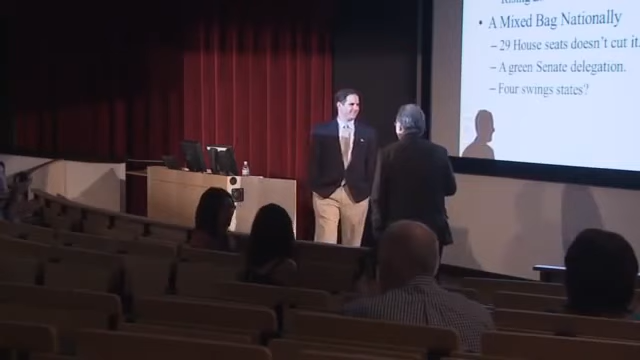 • A Mixed Bag Nationally
– 29 House seats doesn't cut it.
– A green Senate delegation.
– Four swings states?